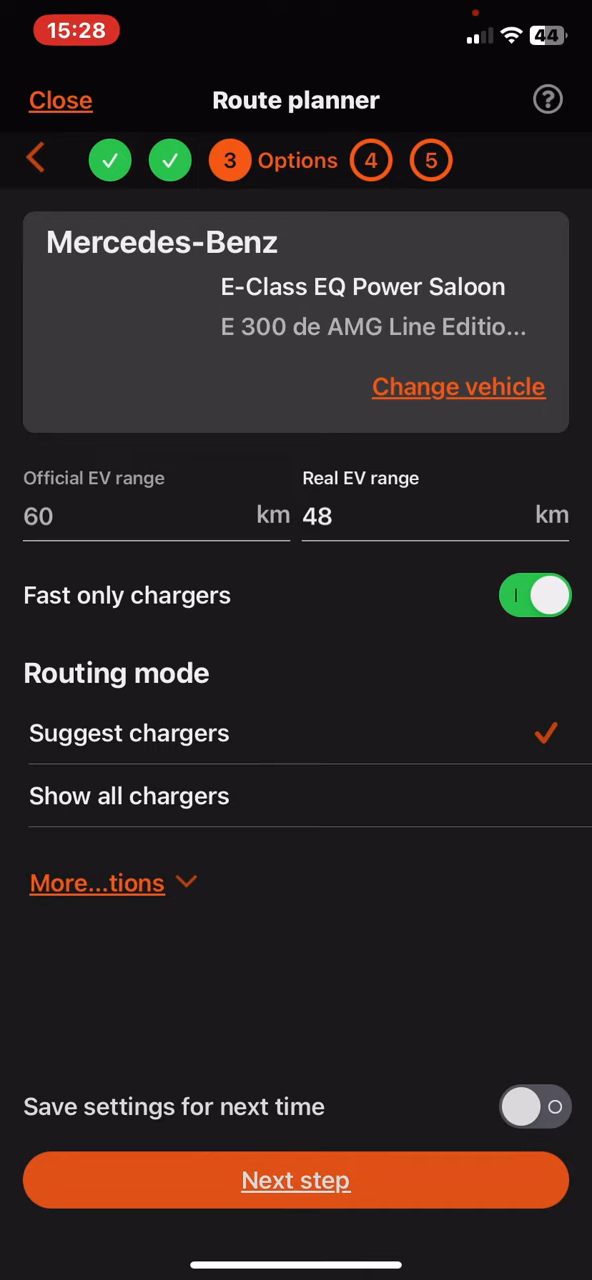 15:28
44
Close
Route planner
?
3 Options 4 5
Mercedes-Benz
E-Class EQ Power Saloon
E 300 de AMG Line Editio...
Change vehicle
Official EV range
60 km
Real EV range
48 km
Fast only chargers
Routing mode
Suggest chargers
Show all chargers
More...tions
Save settings for next time
Next step